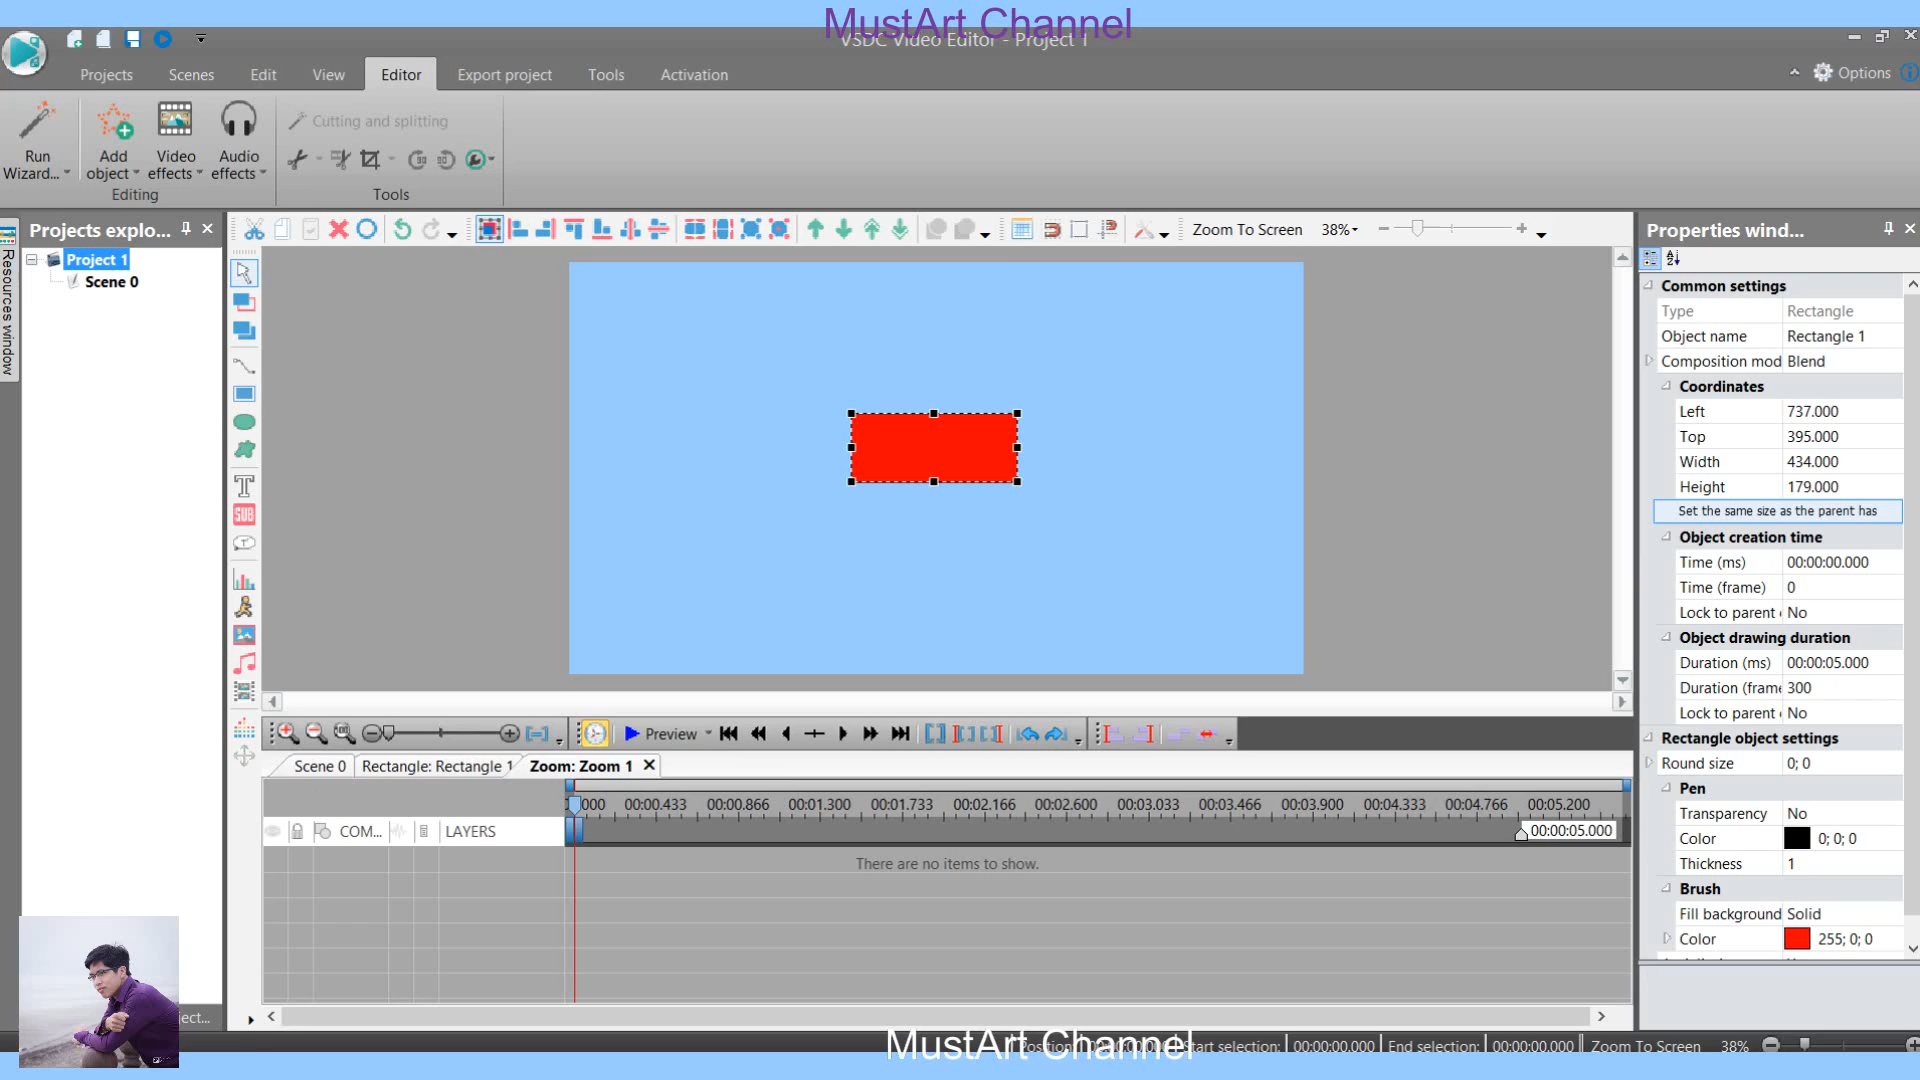 MustArt Channel
VSDC Video Editor - Project 1
Projects
Scenes
Edit
View
Editor
Export project
Tools
Activation
Options
Run
Wizard...
Add
object
Video
effects
Audio
effects
Cutting and splitting
Editing
Tools
Projects explo...
Zoom To Screen
38%
Properties wind...
Resources window
Project 1
Scene 0
T
SUB
Common settings
Type Rectangle
Object name Rectangle 1
Composition mod Blend
Coordinates
Left 737.000
Top 395.000
Width 434.000
Height 179.000
Set the same size as the parent has
Object creation time
Time (ms) 00:00:00.000
Time (frame) 0
Lock to parent No
Object drawing duration
Duration (ms) 00:00:05.000
Duration (frame 300
Lock to parent No
Rectangle object settings
Round size 0; 0
Pen
Transparency No
Color 0; 0; 0
Thickness 1
Brush
Fill background Solid
Color 255; 0; 0
Preview
Scene 0
Rectangle: Rectangle 1
Zoom: Zoom 1
000 00:00.433 00:00.866 00:01.300 00:01.733 00:02.166 00:02.600 00:03.033 00:03.466 00:03.900 00:04.333 00:04.766 00:05.200
COM... LAYERS
00:00:05.000
There are no items to show.
ect...
MustArt Channel
Position:
Start selection: 00:00:00.000
End selection: 00:00:00.000
Zoom To Screen 38%